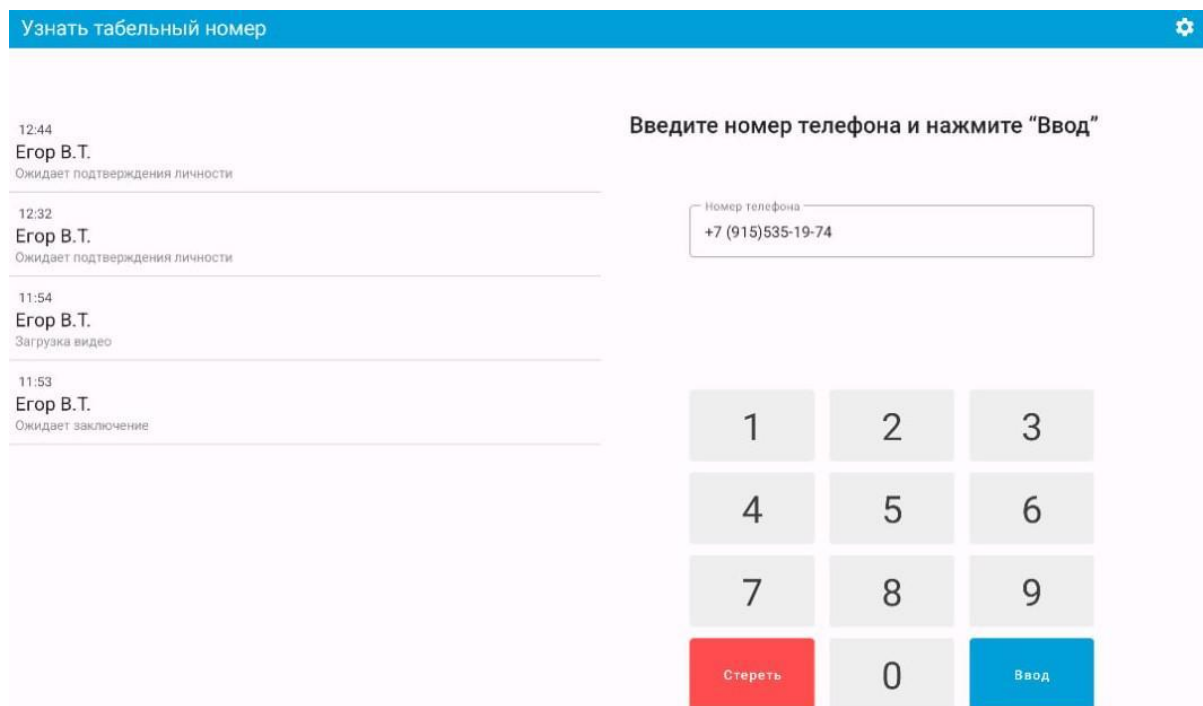 Узнать табельный номер
12:44
Егор В.Т.
Ожидает подтверждения личности
12:32
Егор В.Т.
Ожидает подтверждения личности
11:54
Егор В.Т.
Загрузка видео
11:53
Егор В.Т.
Ожидает заключение
Введите номер телефона и нажмите “Ввод”
Номер телефона
+7 (915)535-19-74
1 2 3
4 5 6
7 8 9
Стереть 0 Ввод